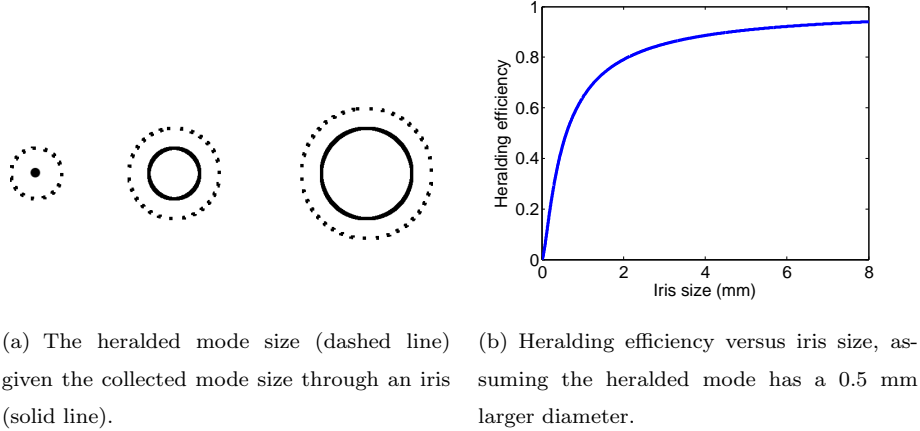 1
0.8
0.6
0.4
0.2
0
Heralding efficiency
0 2 4 6 8
Iris size (mm)
(a) The heralded mode size (dashed line)
given the collected mode size through an iris
(solid line).
(b) Heralding efficiency versus iris size, as-
suming the heralded mode has a 0.5 mm
larger diameter.